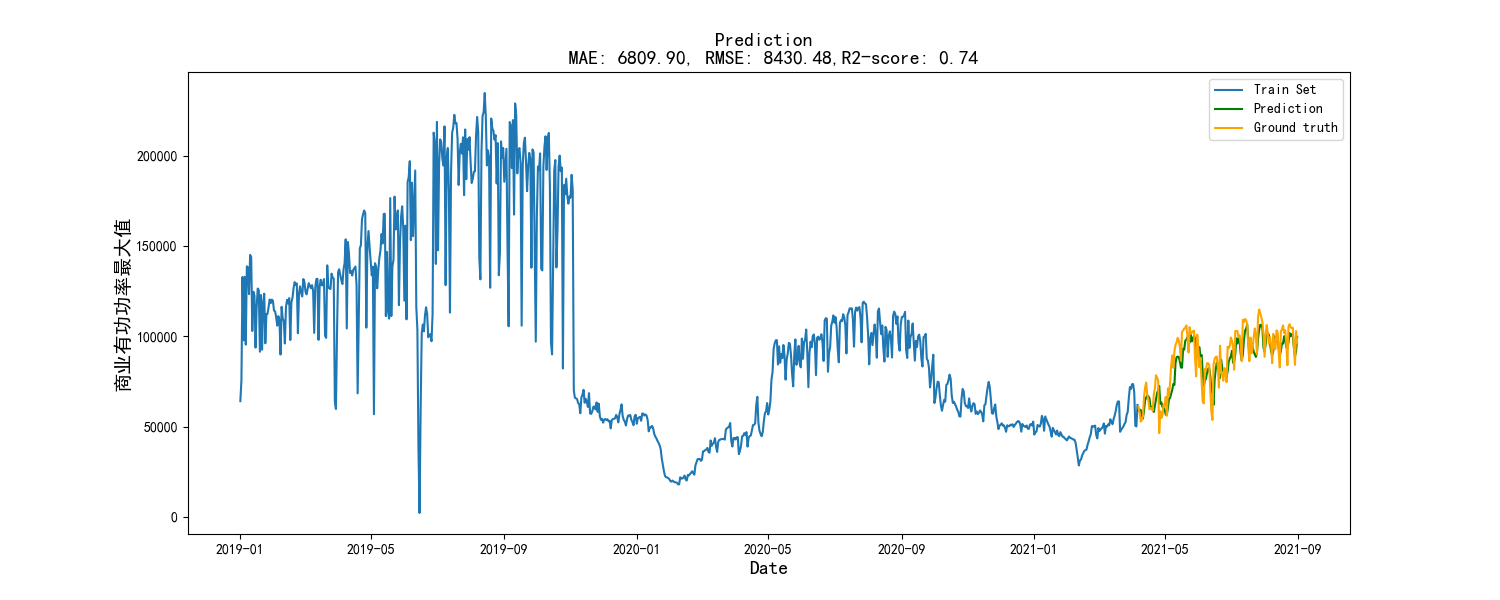 Prediction
MAE: 6809.90, RMSE: 8430.48,R2-score: 0.74
Train Set
Prediction
Ground truth
商业有功功率最大值
200000
150000
100000
50000
0
2019-01
2019-05
2019-09
2020-01
2020-05
2020-09
2021-01
2021-05
2021-09
Date